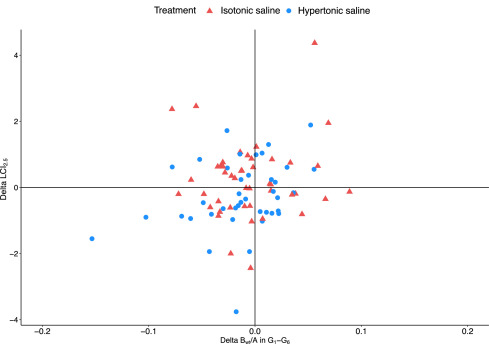 Treatment Isotonic saline Hypertonic saline
4
2
0
−2
−4
Delta LCI2.5
−0.2 −0.1 0.0 0.1 0.2
Delta Bwt/A in G1−G6